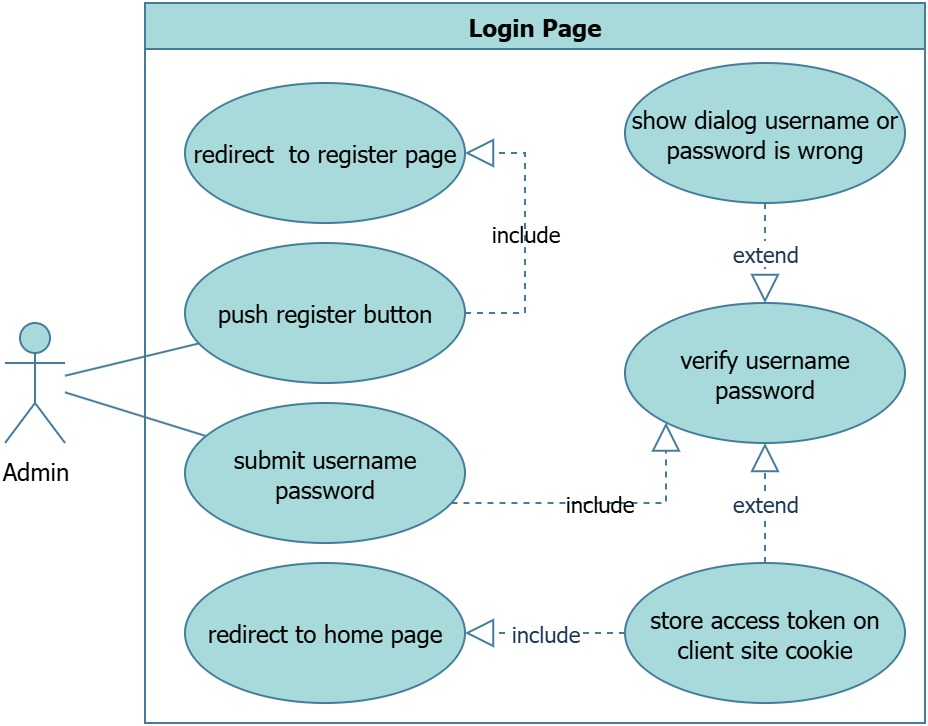 Login Page
redirect  to register page
show dialog username or
password is wrong
include
extend
push register button
verify username
password
Admin
submit username
password
include
extend
redirect to home page
include
store access token on
client site cookie